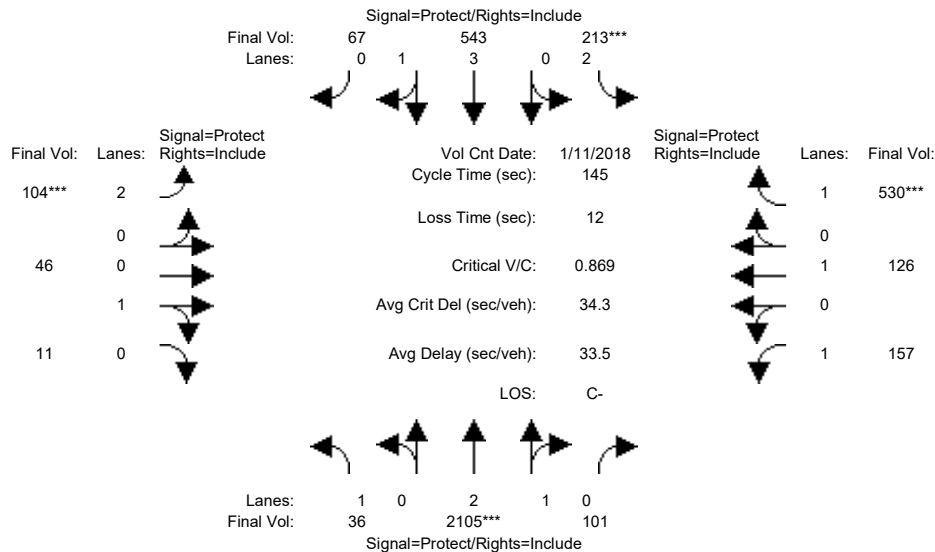 Signal=Protect/Rights=Include
Final Vol: 67 543 213***
Lanes: 0 1 3 0 2
Signal=Protect
Final Vol: Lanes: Rights=Include
Vol Cnt Date: 1/11/2018
Signal=Protect
Rights=Include Lanes: Final Vol:
Cycle Time (sec): 145
104*** 2
1 530***
Loss Time (sec): 12
0
0
46 0
Critical V/C: 0.869
1 126
1
Avg Crit Del (sec/veh): 34.3
0
11 0
Avg Delay (sec/veh): 33.5
1 157
LOS: C-
Lanes: 1 0 2 1 0
Final Vol: 36 2105*** 101
Signal=Protect/Rights=Include